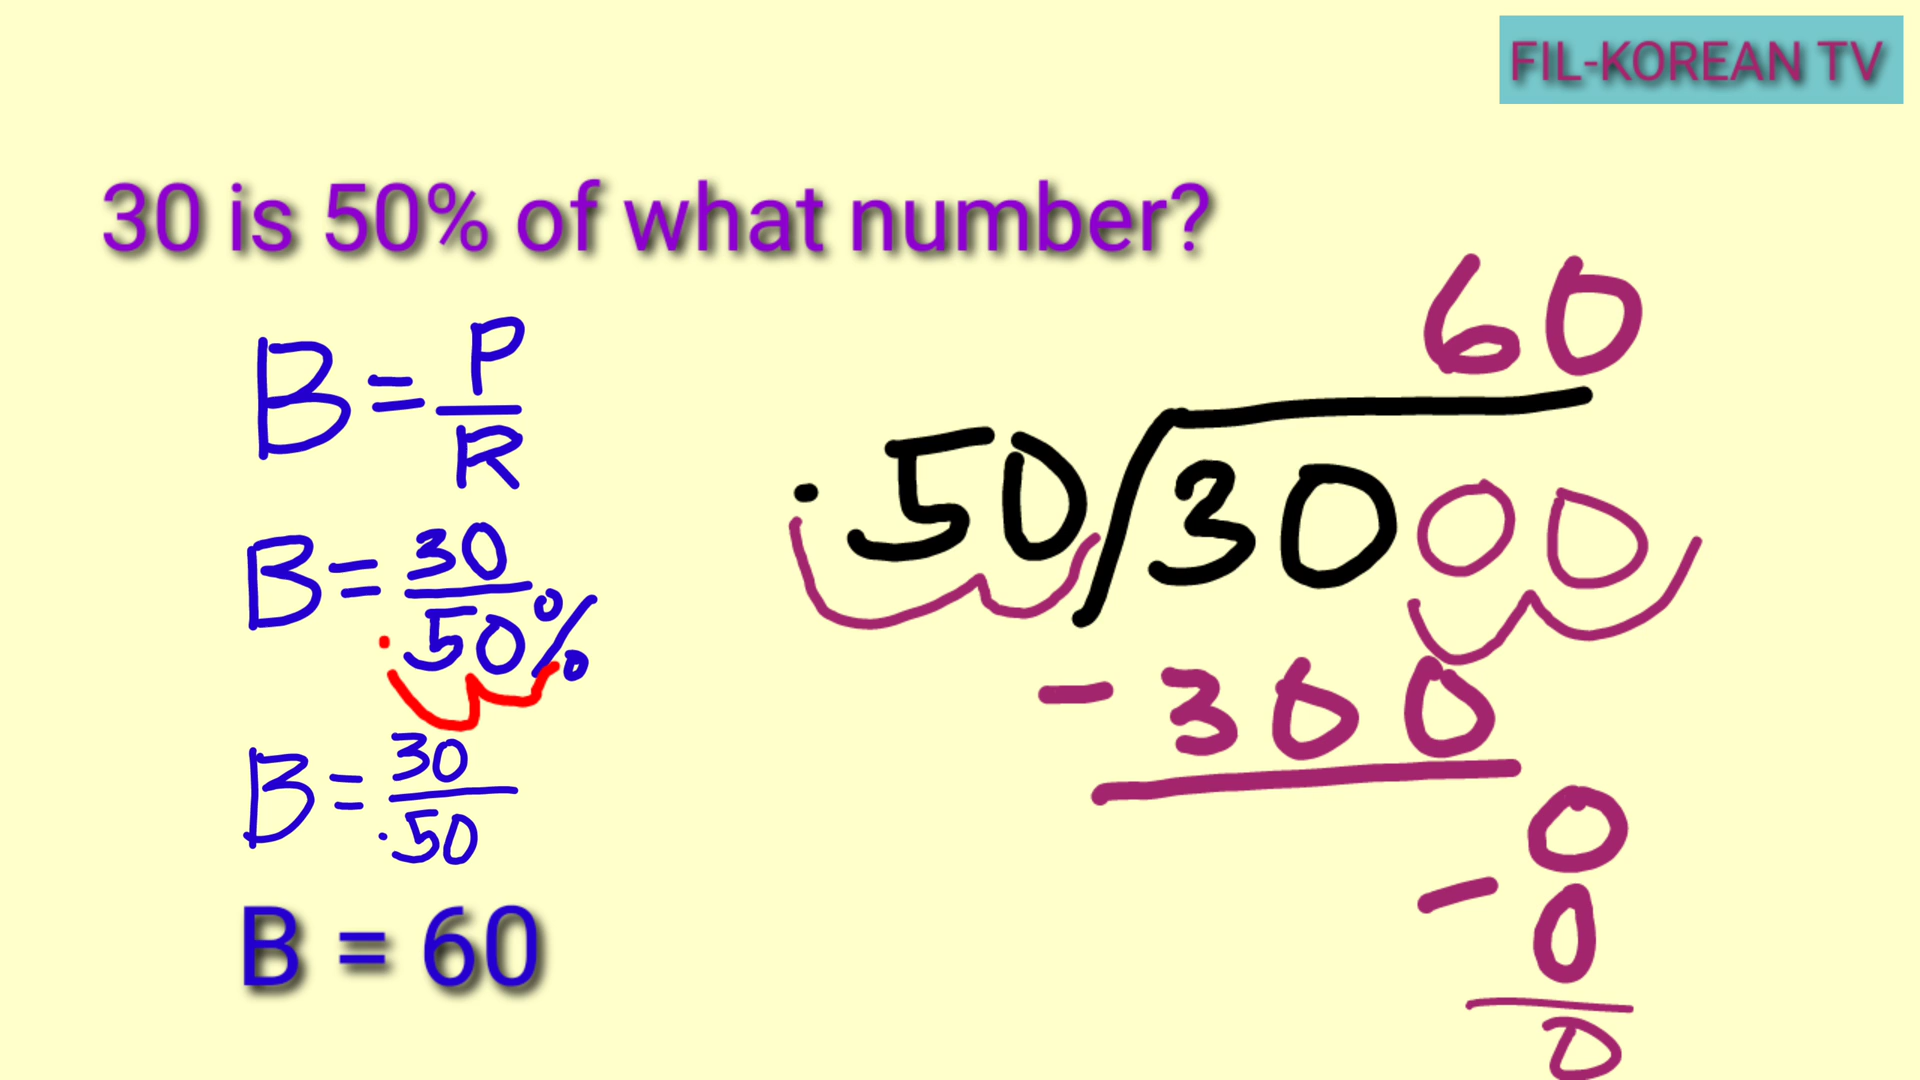 FIL-KOREAN TV
30 is 50% of what number?
B = P/R
B = 30/.50%
B = 30/.50
B = 60
60
.50 3000
- 300
0
- 0
0